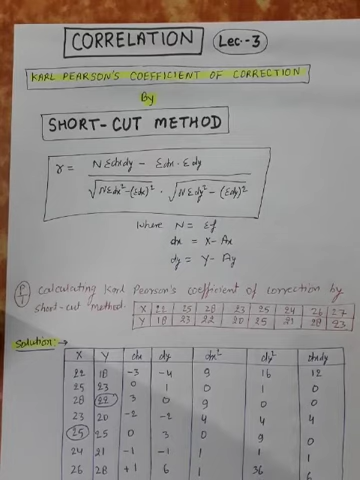 CORRELATION Lec.-3
KARL PEARSON'S COEFFICIENT OF CORRECTION
By
SHORT-CUT METHOD
r = NΣdxdy - Σdx·Σdy
√NΣdx²-(Σdx)² · √NΣdy²-(Σdy)²
Where N = Σf
dx = X-Ax
dy = Y-Ay
Calculating Karl Pearson's coefficient of correction by
short-cut method.
X 22 25 28 23 25 24 26 27
Y 18 23 22 20 25 21 28 23
Solution:→
X Y dx dy dx² dy² dxdy
22 18 -3 -4 9 16 12
25 23 0 1 0 1 0
28 22 3 0 9 0 0
23 20 -2 -2 4 4 4
25 25 0 3 0 9 0
24 21 -1 -1 1 1 1
26 28 +1 6 1 36 6